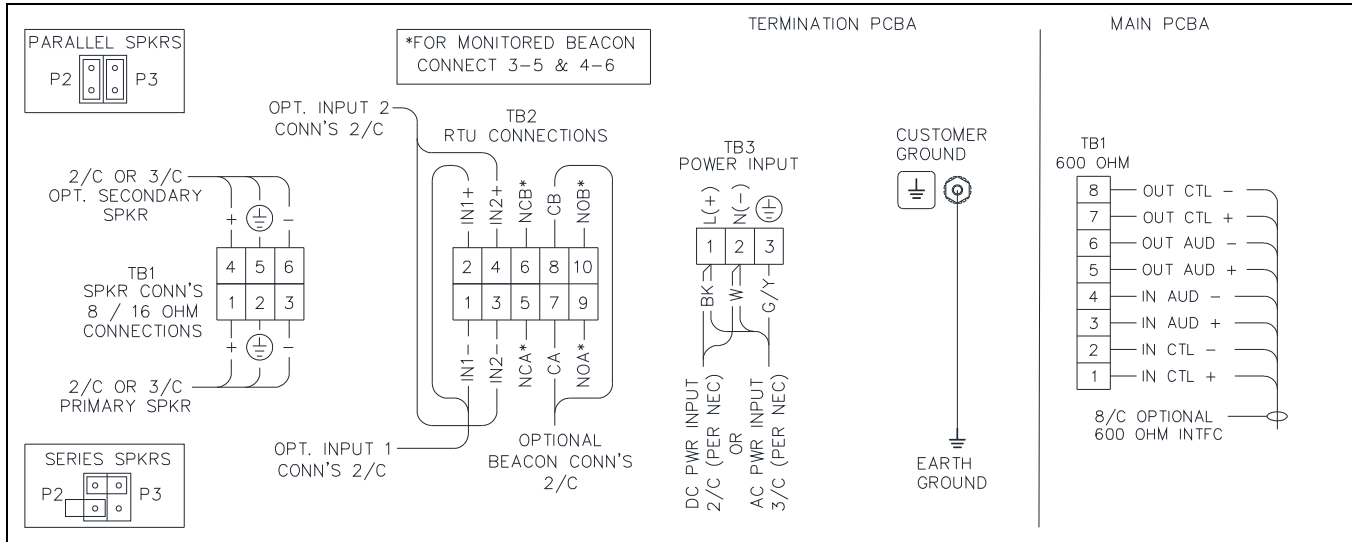 TERMINATION PCBA
MAIN PCBA
PARALLEL SPKRS
P2 P3
*FOR MONITORED BEACON
CONNECT 3-5 & 4-6
OPT. INPUT 2
CONN'S 2/C
TB2
RTU CONNECTIONS
2/C OR 3/C
OPT. SECONDARY
SPKR
+ -
4 5 6
1 2 3
+ -
TB1
SPKR CONN'S
8 / 16 OHM
CONNECTIONS
2/C OR 3/C
PRIMARY SPKR
SERIES SPKRS
P2 P3
IN1+
IN2+
NCB*
CB
NOB*
2 4 6 8 10
1 3 5 7 9
IN1-
IN2-
NCA*
CA
NOA*
OPT. INPUT 1
CONN'S 2/C
OPTIONAL
BEACON CONN'S
2/C
TB3
POWER INPUT
L(+)
N(-)
1 2 3
BK
W
G/Y
DC PWR INPUT
2/C (PER NEC)
OR
AC PWR INPUT
3/C (PER NEC)
CUSTOMER
GROUND
EARTH
GROUND
TB1
600 OHM
8 OUT CTL -
7 OUT CTL +
6 OUT AUD -
5 OUT AUD +
4 IN AUD -
3 IN AUD +
2 IN CTL -
1 IN CTL +
8/C OPTIONAL
600 OHM INTFC